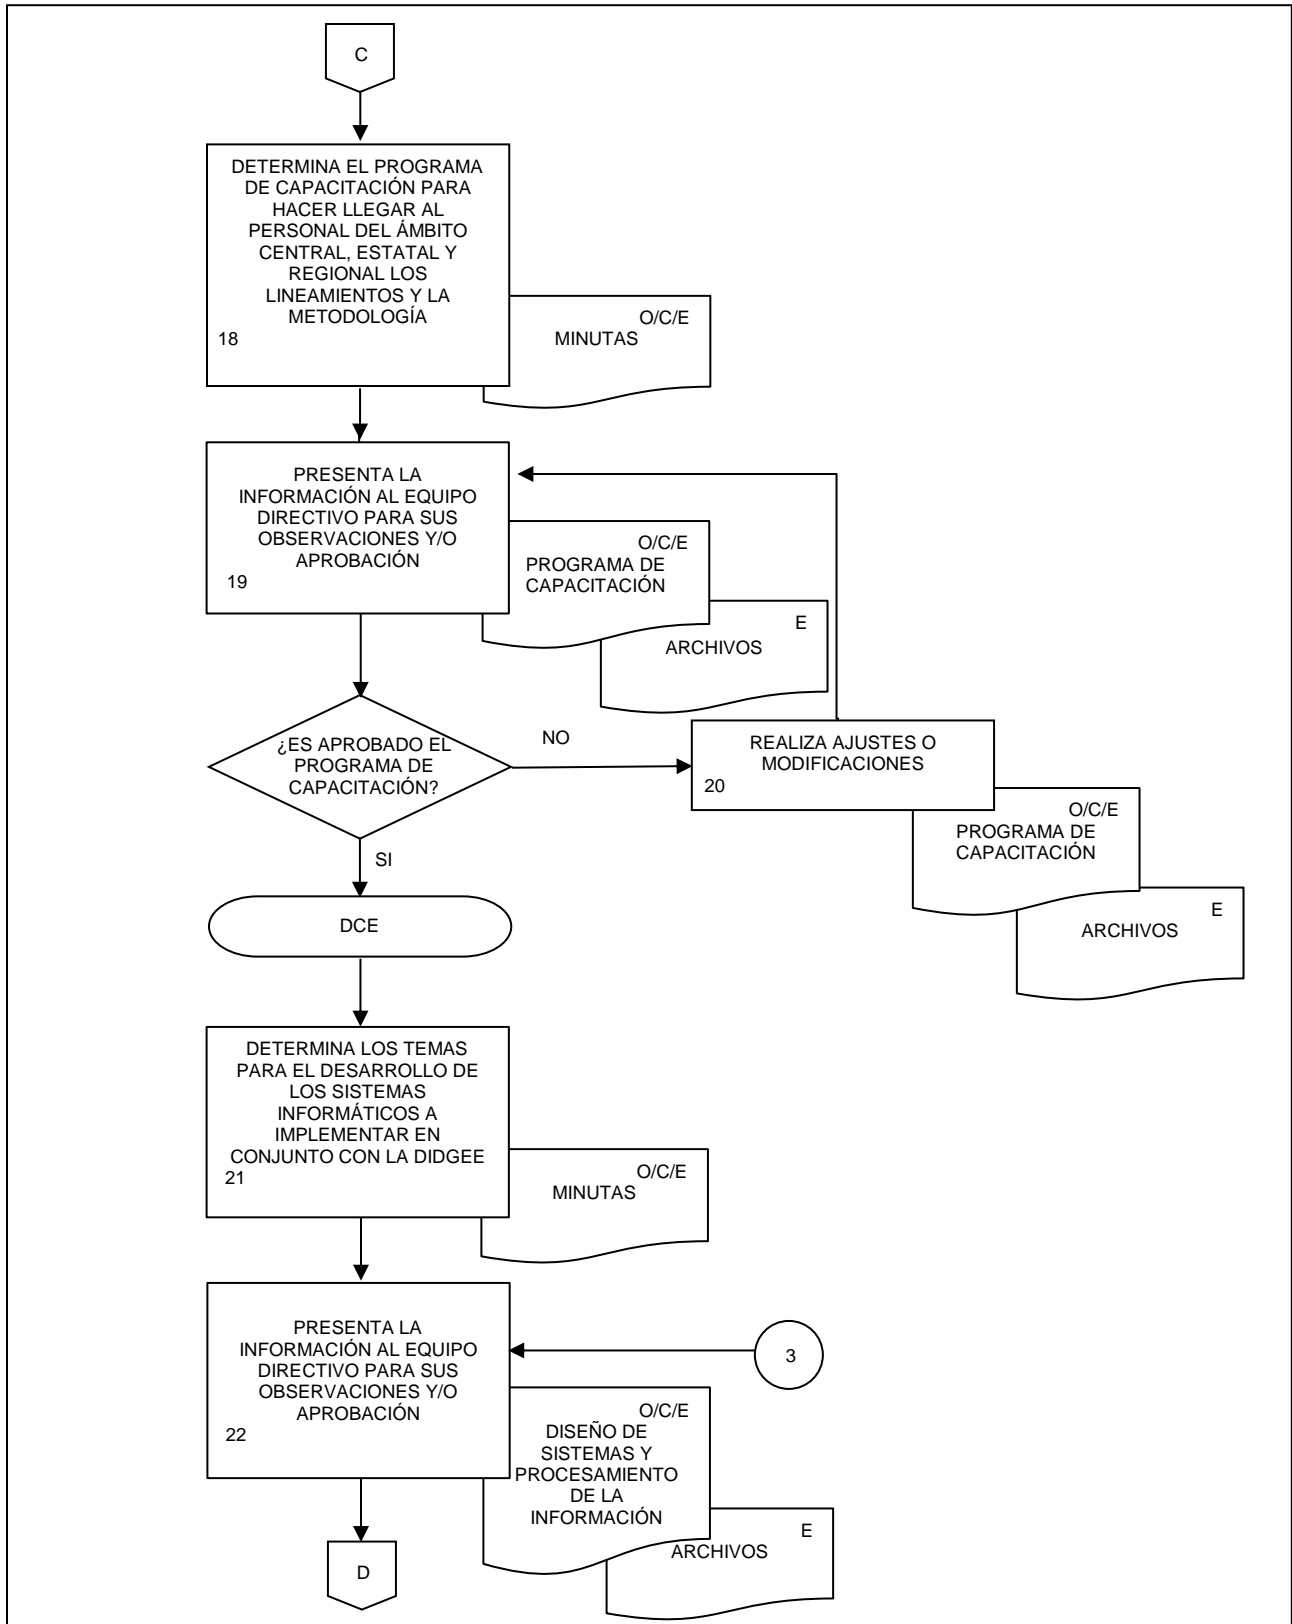 C
DETERMINA EL PROGRAMA
DE CAPACITACIÓN PARA
HACER LLEGAR AL
PERSONAL DEL ÁMBITO
CENTRAL, ESTATAL Y
REGIONAL LOS
LINEAMIENTOS Y LA
METODOLOGÍA
18
O/C/E
MINUTAS
PRESENTA LA
INFORMACIÓN AL EQUIPO
DIRECTIVO PARA SUS
OBSERVACIONES Y/O
APROBACIÓN
19
O/C/E
PROGRAMA DE
CAPACITACIÓN
E
ARCHIVOS
¿ES APROBADO EL
PROGRAMA DE
CAPACITACIÓN?
NO
REALIZA AJUSTES O
MODIFICACIONES
20
O/C/E
PROGRAMA DE
CAPACITACIÓN
E
ARCHIVOS
SI
DCE
DETERMINA LOS TEMAS
PARA EL DESARROLLO DE
LOS SISTEMAS
INFORMÁTICOS A
IMPLEMENTAR EN
CONJUNTO CON LA DIDGEE
21
O/C/E
MINUTAS
PRESENTA LA
INFORMACIÓN AL EQUIPO
DIRECTIVO PARA SUS
OBSERVACIONES Y/O
APROBACIÓN
22
3
O/C/E
DISEÑO DE
SISTEMAS Y
PROCESAMIENTO
DE LA
INFORMACIÓN
E
ARCHIVOS
D